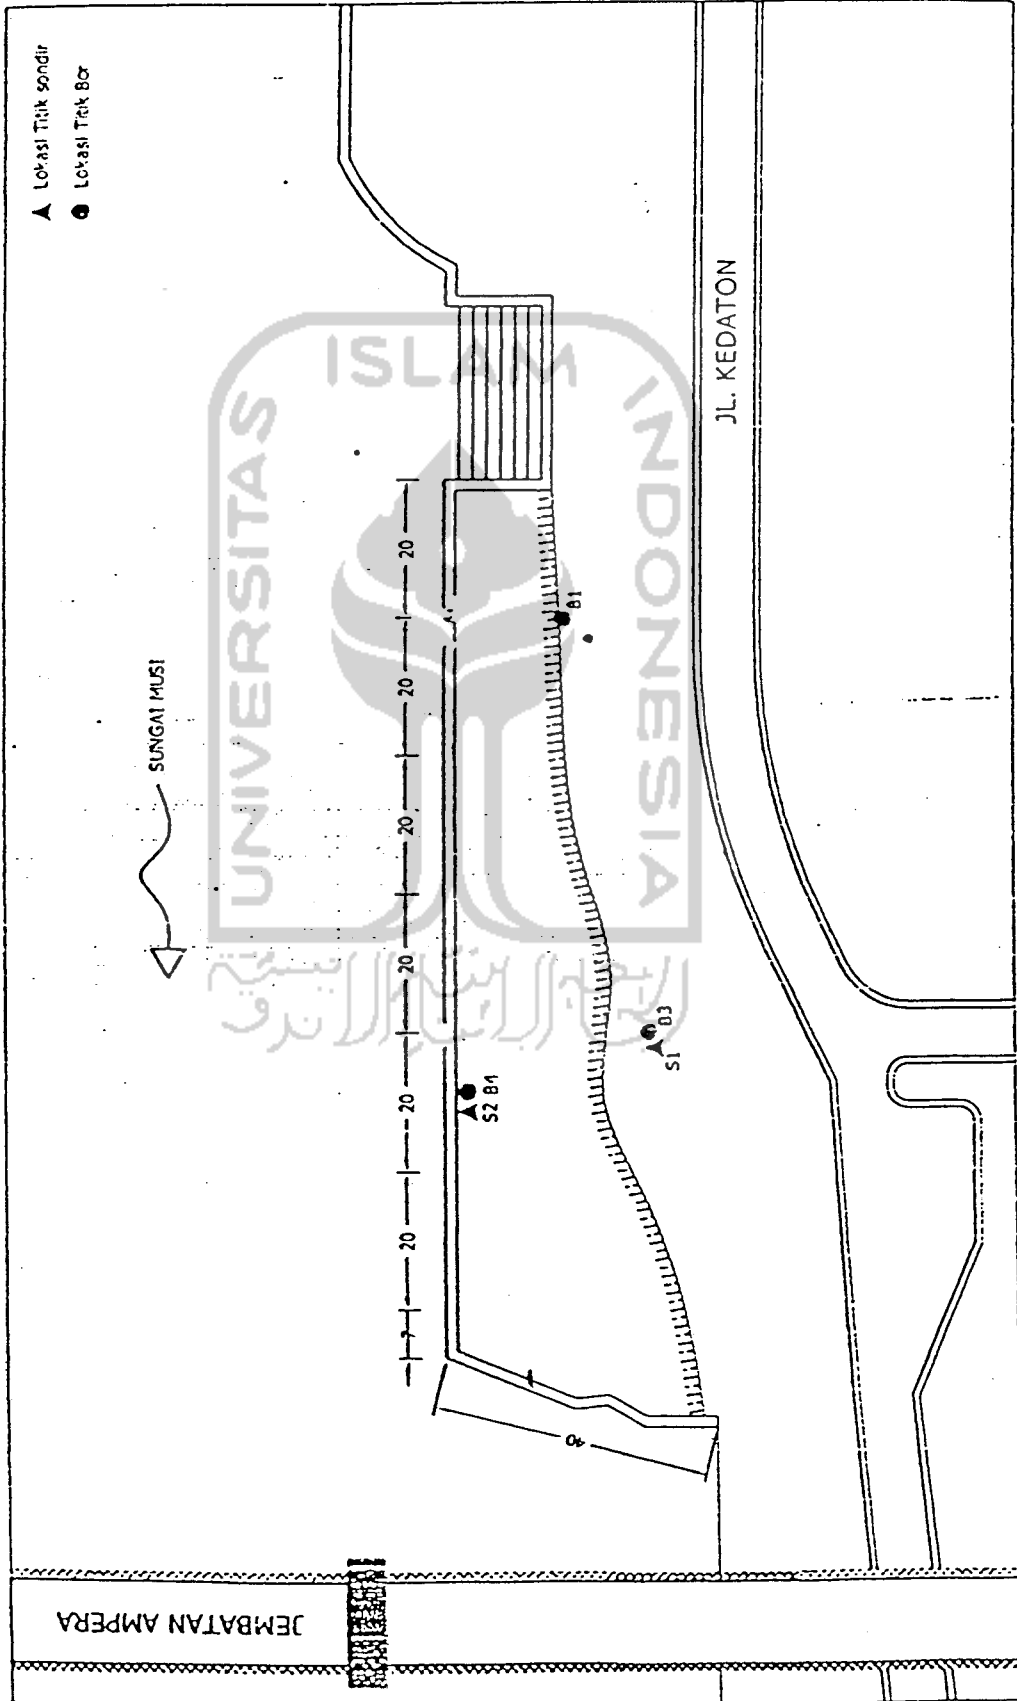 Lokasi Titik sondir
Lokasi Titik Bor
SUNGAI MUSI
JL. KEDATON
20
20
20
20
20
20
7
40
B1
B3
S1
S2 B4
JEMBATAN AMPERA
UNIVERSITAS
ISLAM
INDONESIA